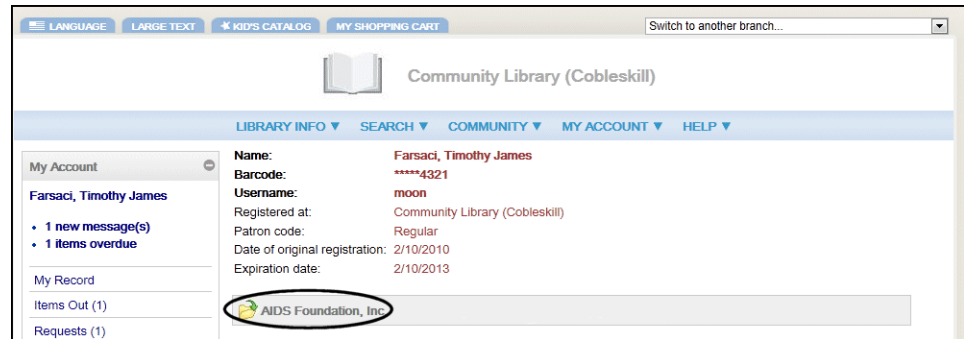 LANGUAGE LARGE TEXT KID'S CATALOG MY SHOPPING CART Switch to another branch...
Community Library (Cobleskill)
LIBRARY INFO ▼ SEARCH ▼ COMMUNITY ▼ MY ACCOUNT ▼ HELP ▼
My Account
Farsaci, Timothy James
• 1 new message(s)
• 1 items overdue
My Record
Items Out (1)
Requests (1)
Name: Farsaci, Timothy James
Barcode: *****4321
Username: moon
Registered at: Community Library (Cobleskill)
Patron code: Regular
Date of original registration: 2/10/2010
Expiration date: 2/10/2013
AIDS Foundation, Inc